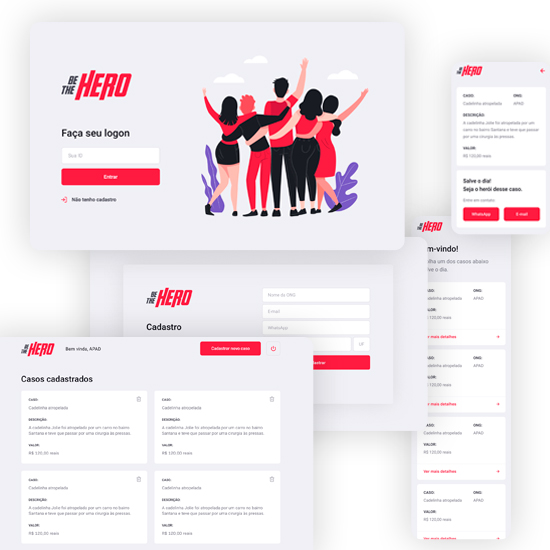 BE
THE
HERO
Faça seu logon
Seu ID
Entrar
Não tenho cadastro
BE
THE
HERO
CASO:
ONG:
Cadelinha atropelada
APAD
DESCRIÇÃO:
A cadelinha Jolie foi atropelada por um
carro no bairro Santana e teve que passar por uma
cirurgia às pressas.
VALOR:
R$ 120,00 reais
Salve o dia!
Seja o herói desse caso.
Entre em contato:
WhatsApp
E-mail
BE
THE
HERO
m-vindo!
lha um dos casos abaixo
lve o dia.
CASO:
ONG:
Cadelinha atropelada
APAD
VALOR:
R$ 120,00 reais
Ver mais detalhes
Cadelinha atropelada
APAD
VALOR:
R$ 120,00 reais
Ver mais detalhes
CASO:
ONG:
Cadelinha atropelada
APAD
VALOR:
R$ 120,00 reais
Ver mais detalhes
CASO:
ONG:
Cadelinha atropelada
APAD
VALOR:
R$ 120,00 reais
Ver mais detalhes
BE
THE
HERO
Cadastro
Nome da ONG
E-mail
WhatsApp
UF
BE
THE
HERO
Bem vinda, APAD
Cadastrar novo caso
Casos cadastrados
CASO:
Cadelinha atropelada
DESCRIÇÃO:
A cadelinha Jolie foi atropelada por um carro no bairro
Santana e teve que passar por uma cirurgia às pressas.
VALOR:
R$ 120,00 reais
CASO:
Cadelinha atropelada
DESCRIÇÃO:
A cadelinha Jolie foi atropelada por um carro no bairro
Santana e teve que passar por uma cirurgia às pressas.
VALOR:
R$ 120,00 reais
CASO:
Cadelinha atropelada
DESCRIÇÃO:
A cadelinha Jolie foi atropelada por um carro no bairro
Santana e teve que passar por uma cirurgia às pressas.
VALOR:
R$ 120,00 reais
CASO:
Cadelinha atropelada
DESCRIÇÃO:
A cadelinha Jolie foi atropelada por um carro no bairro
Santana e teve que passar por uma cirurgia às pressas.
VALOR:
R$ 120,00 reais